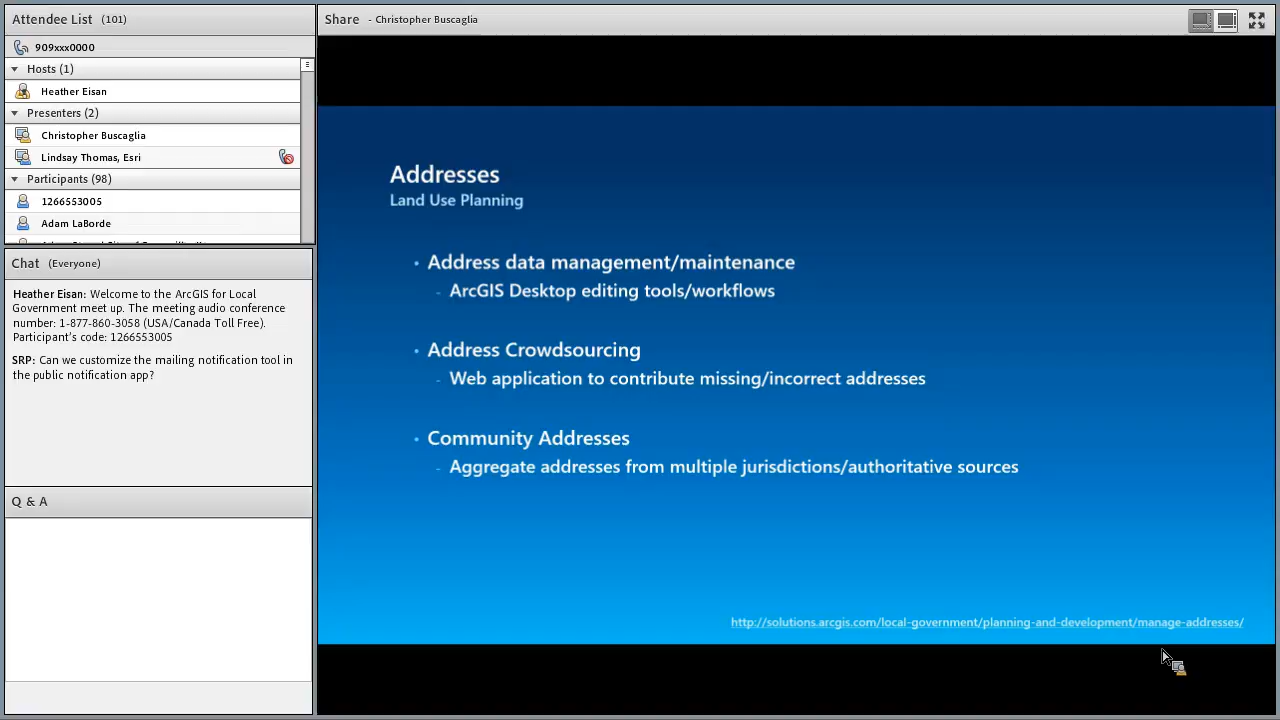 Attendee List (101)
909xxx0000
Hosts (1)
Heather Eisan
Presenters (2)
Christopher Buscaglia
Lindsay Thomas, Esri
Participants (98)
1266553005
Adam LaBorde
Chat (Everyone)
Heather Eisan: Welcome to the ArcGIS for Local
Government meet up. The meeting audio conference
number: 1-877-860-3058 (USA/Canada Toll Free).
Participant's code: 1266553005
SRP: Can we customize the mailing notification tool in
the public notification app?
Q & A
Share - Christopher Buscaglia
Addresses
Land Use Planning
• Address data management/maintenance
- ArcGIS Desktop editing tools/workflows
• Address Crowdsourcing
- Web application to contribute missing/incorrect addresses
• Community Addresses
- Aggregate addresses from multiple jurisdictions/authoritative sources
http://solutions.arcgis.com/local-government/planning-and-development/manage-addresses/